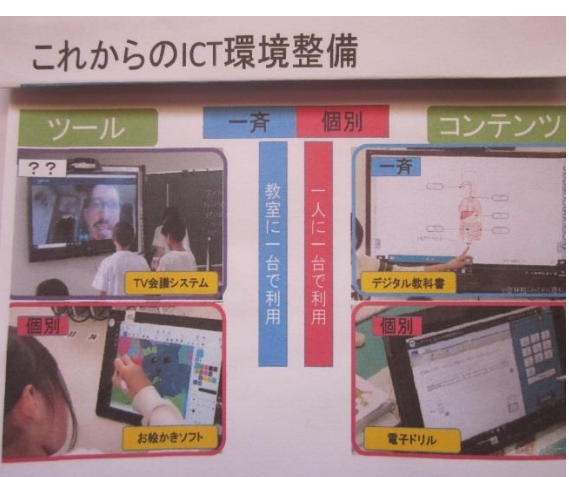 これからのICT環境整備
ツール
一斉
個別
コンテンツ
??
TV会議システム
教室に一台で利用
一人に一台で利用
一斉
デジタル教科書
個別
お絵かきソフト
個別
電子ドリル